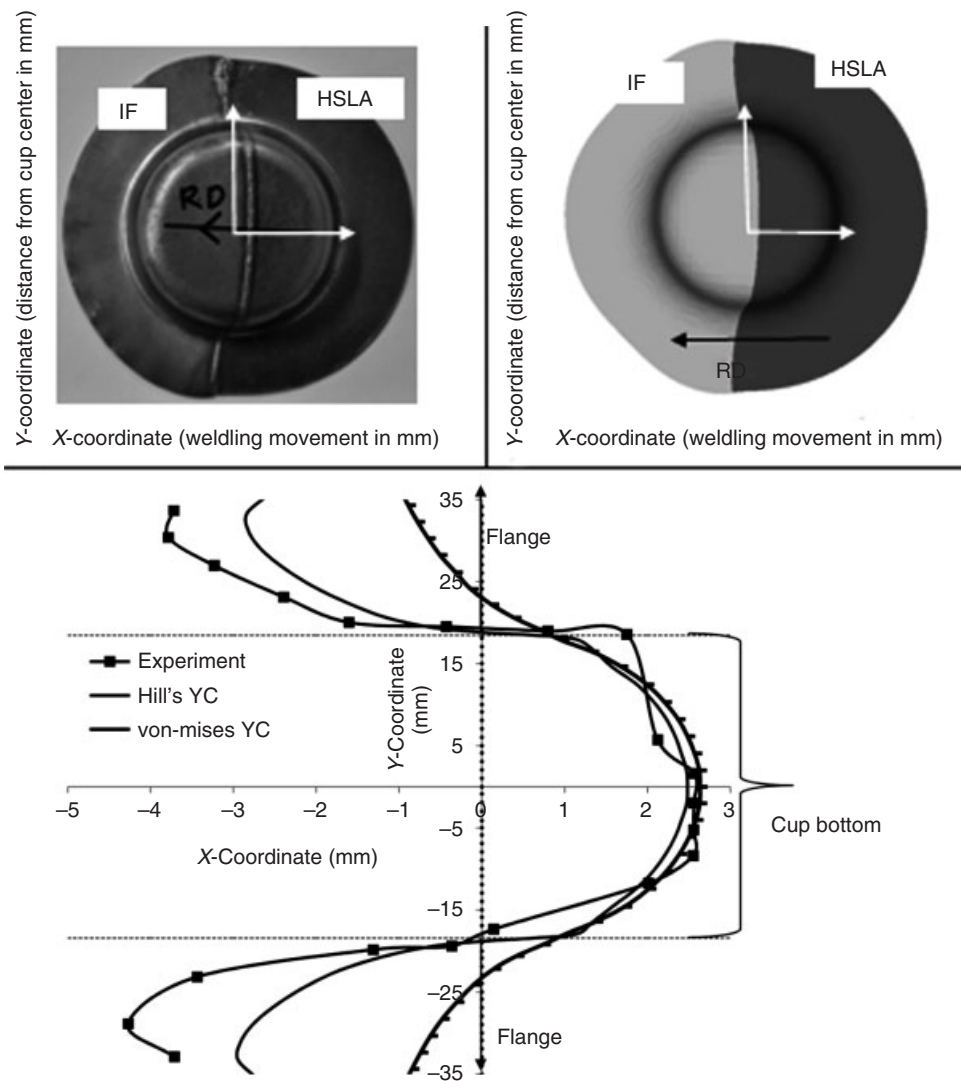 Y-coordinate (distance from cup center in mm)
IF
HSLA
RD
X-coordinate (weldling movement in mm)
Y-coordinate (distance from cup center in mm)
IF
HSLA
RD
X-coordinate (weldling movement in mm)
35
Flange
25
Experiment
Hill's YC
von-mises YC
15
Y-Coordinate
(mm)
5
–5
–4
–3
–2
–1
0
1
2
3
–5
Cup bottom
X-Coordinate (mm)
–15
–25
Flange
–35